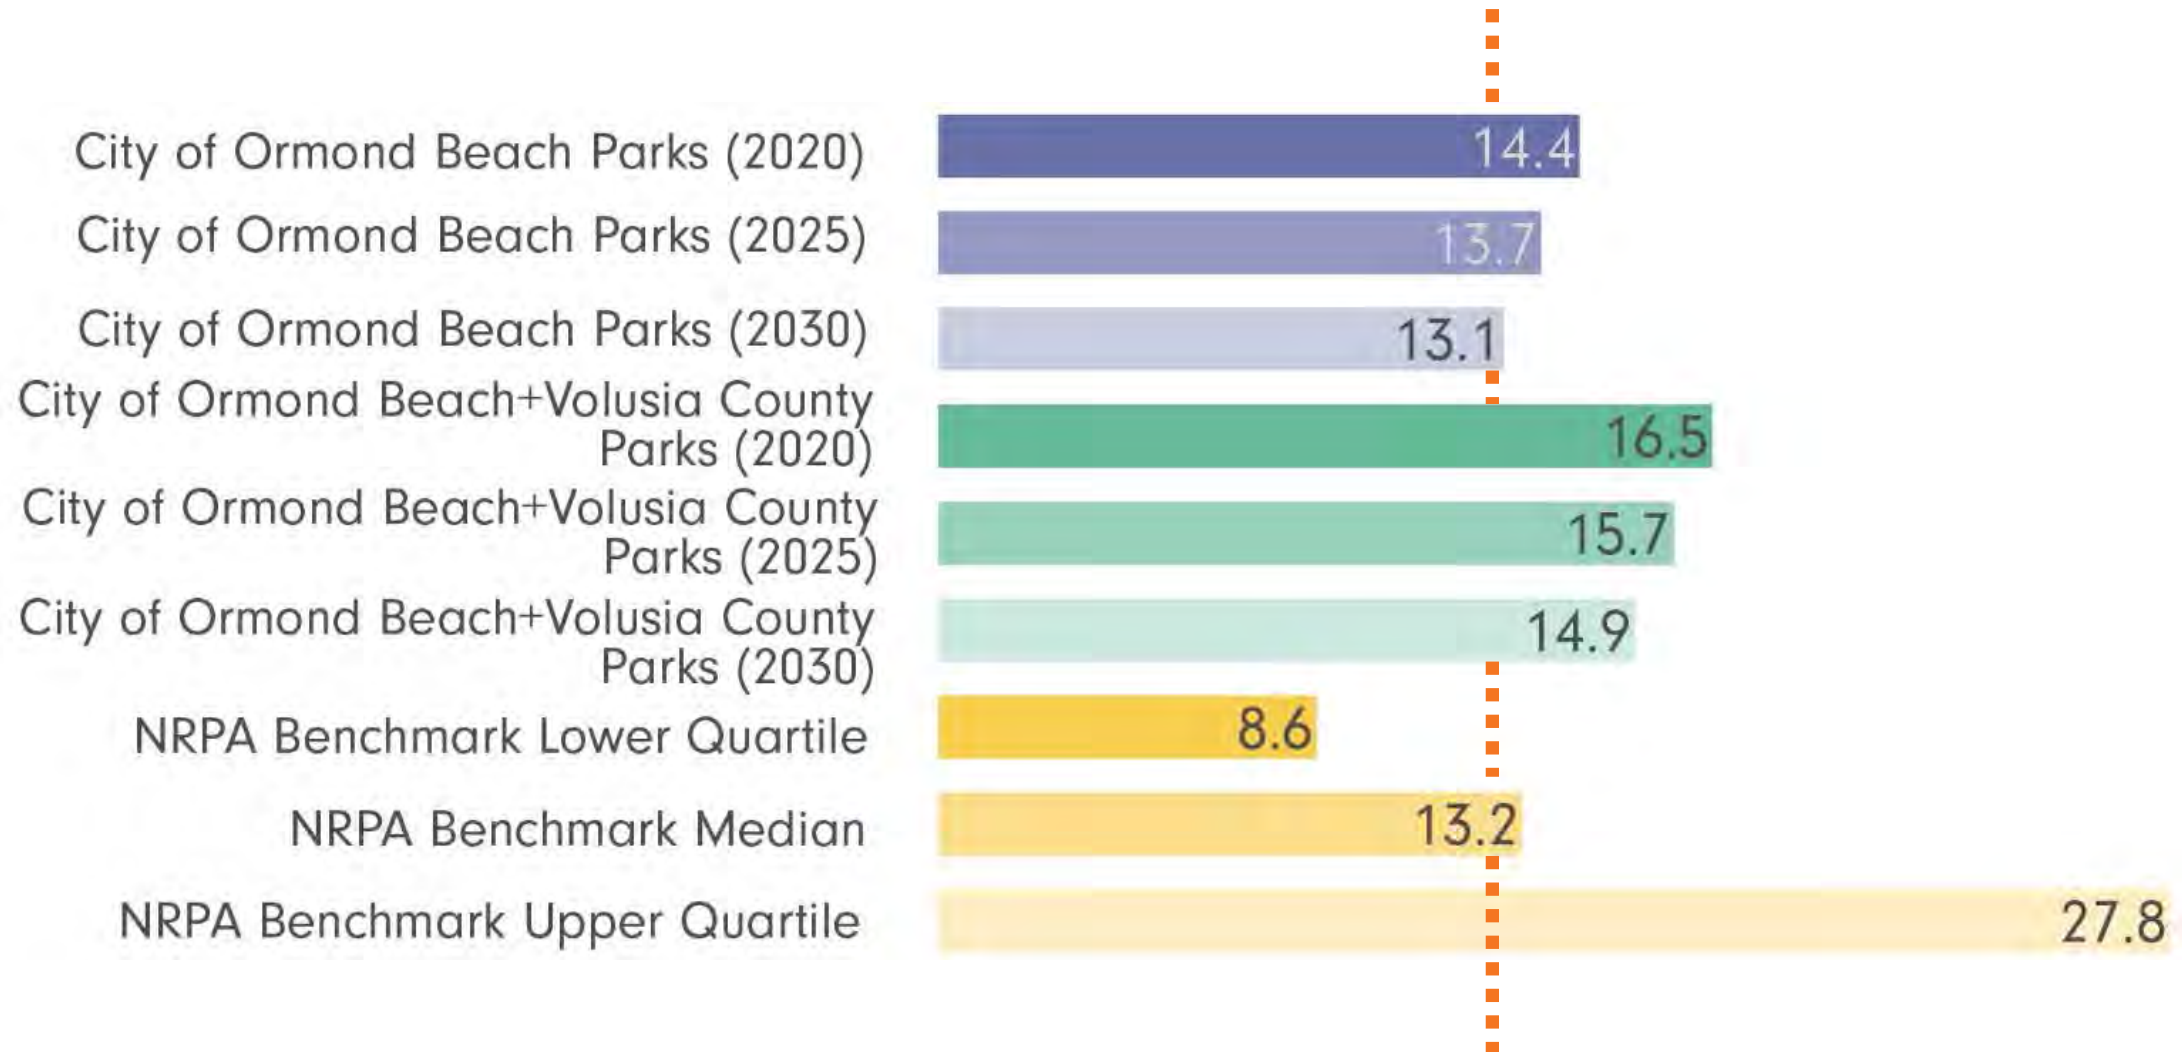 City of Ormond Beach Parks (2020) 14.4
City of Ormond Beach Parks (2025) 13.7
City of Ormond Beach Parks (2030) 13.1
City of Ormond Beach+Volusia County
Parks (2020) 16.5
City of Ormond Beach+Volusia County
Parks (2025) 15.7
City of Ormond Beach+Volusia County
Parks (2030) 14.9
NRPA Benchmark Lower Quartile 8.6
NRPA Benchmark Median 13.2
NRPA Benchmark Upper Quartile 27.8